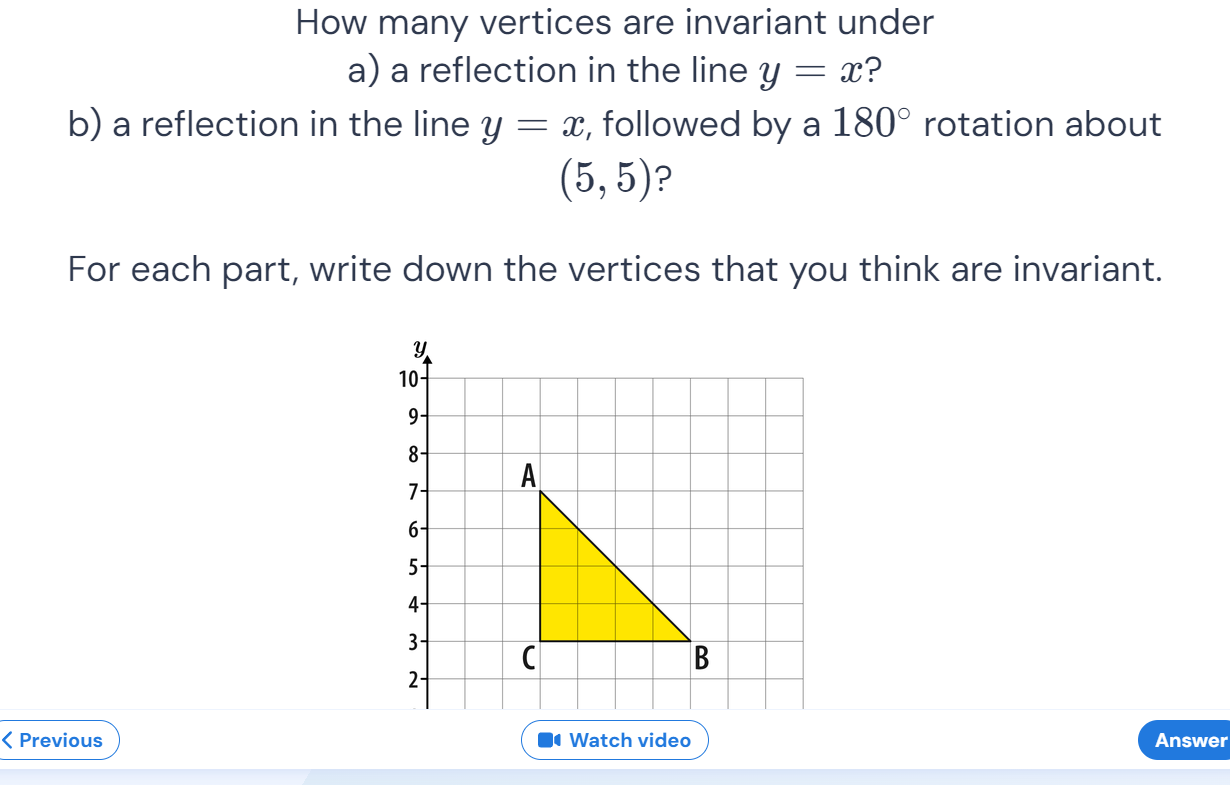 How many vertices are invariant under
a) a reflection in the line y = x?
b) a reflection in the line y = x, followed by a 180° rotation about
(5, 5)?
For each part, write down the vertices that you think are invariant.
y
10
9
8
A
7
6
5
4
3
C B
2
Previous Watch video Answer